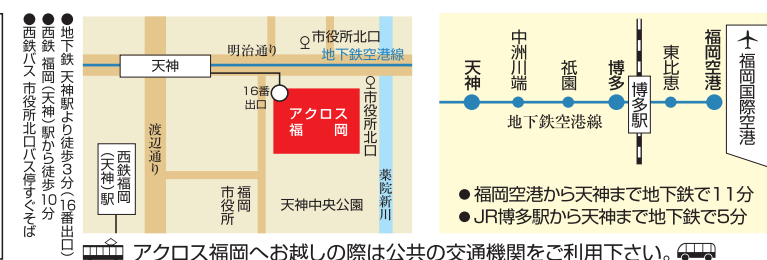 ●地下鉄 天神駅より徒歩3分(16番出口)
●西鉄 福岡(天神)駅から徒歩10分
●西鉄バス 市役所北口バス停すぐそば
明治通り
市役所北口
地下鉄空港線
天神
16番
出口
アクロス
福岡
市役所北口
渡辺通り
西鉄福岡
(天神)駅
福岡
市役所
天神中央公園
薬院新川
天神
中洲川端
祇園
博多
博多駅
東比恵
福岡空港
福岡国際空港
地下鉄空港線
●福岡空港から天神まで地下鉄で11分
●JR博多駅から天神まで地下鉄で5分
アクロス福岡へお越しの際は公共の交通機関をご利用下さい。